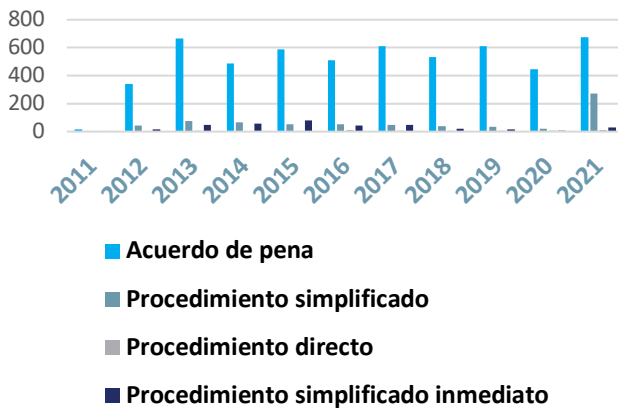 800
600
400
200
0
2011 2012 2013 2014 2015 2016 2017 2018 2019 2020 2021
Acuerdo de pena
Procedimiento simplificado
Procedimiento directo
Procedimiento simplificado inmediato